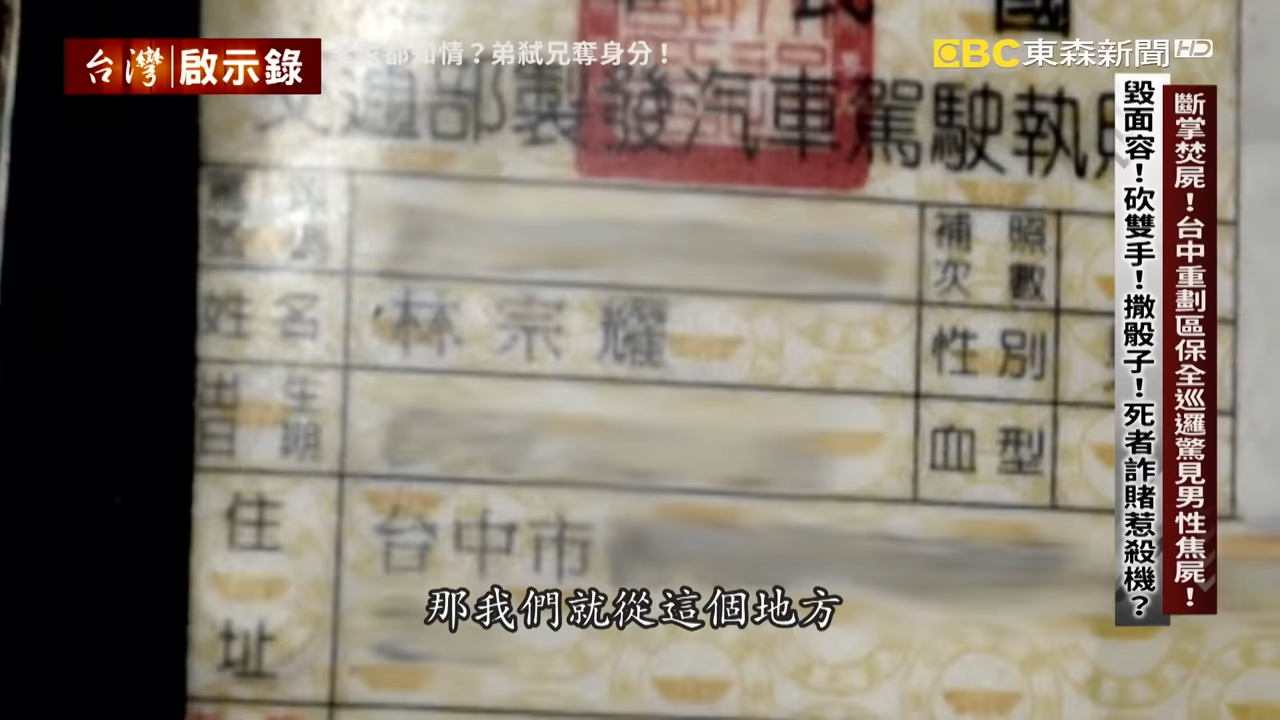 台灣啟示錄
都知情？弟弒兄奪身分！
EBC東森新聞HD
斷掌焚屍！台中重劃區保全巡邏驚見男性焦屍！
毀面容！砍雙手！撒骰子！死者詐賭惹殺機？
民國
交通部製發汽車駕駛執照
補照次數
姓名 林宗耀 性別
出生日期 血型
住址 台中市
那我們就從這個地方